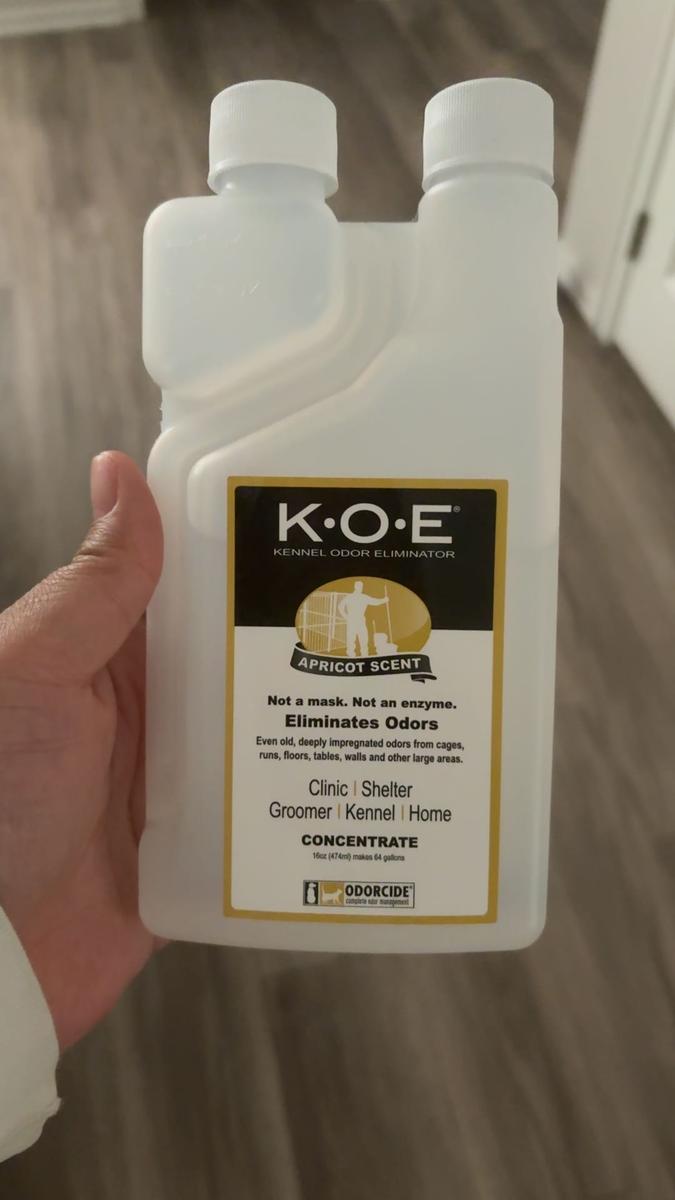 K•O•E®
KENNEL ODOR ELIMINATOR
APRICOT SCENT
Not a mask. Not an enzyme.
Eliminates Odors
Even old, deeply impregnated odors from cages,
runs, floors, tables, walls and other large areas.
Clinic | Shelter
Groomer | Kennel | Home
CONCENTRATE
16oz (474ml) makes 64 gallons
ODORCIDE®
complete odor management